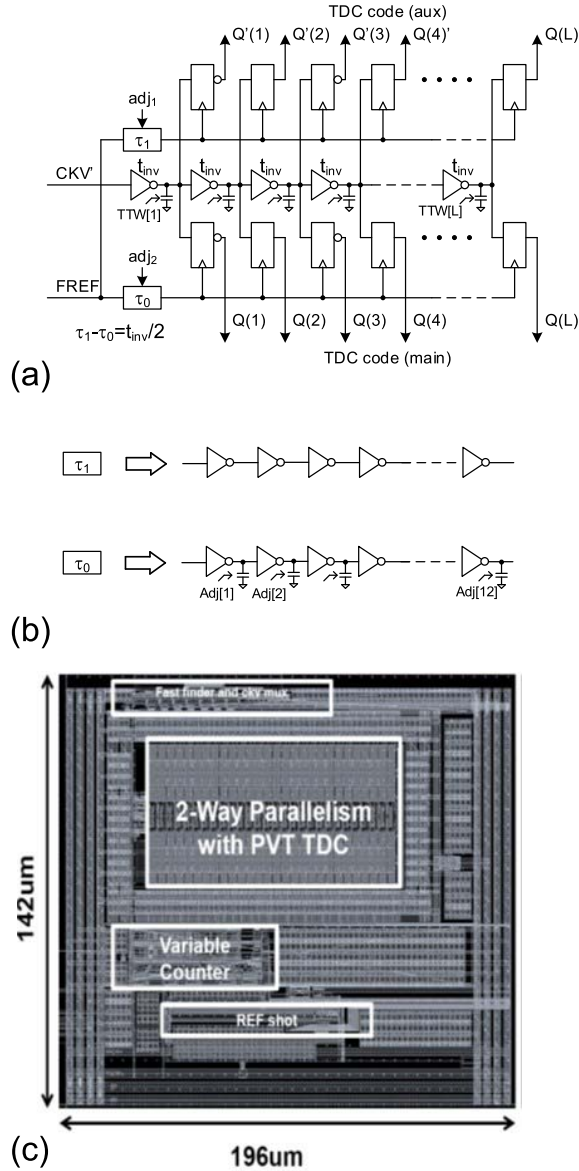 TDC code (aux)
Q'(1) Q'(2) Q'(3) Q(4)' Q(L)
adj1
τ1
tinv tinv tinv tinv tinv
CKV'
TTW[1] TTW[L]
adj2
FREF
τ0
Q(1) Q(2) Q(3) Q(4) Q(L)
τ1-τ0=tinv/2
TDC code (main)
(a)
τ1
τ0
Adj[1] Adj[2] Adj[12]
(b)
Fast finder and ckv mux
2-Way Parallelism
with PVT TDC
142um
Variable
Counter
REF shot
(c)
196um